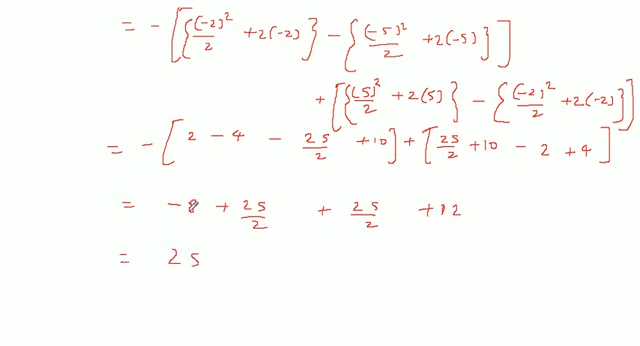 = - [ { (-2)²/2 + 2(-2) } - { (-5)²/2 + 2(-5) } ]
+ [ { (5)²/2 + 2(5) } - { (-2)²/2 + 2(-2) } ]
= - [ 2 - 4 - 25/2 + 10 ] + [ 25/2 + 10 - 2 + 4 ]
= - 8 + 25/2 + 25/2 + 12
= 25